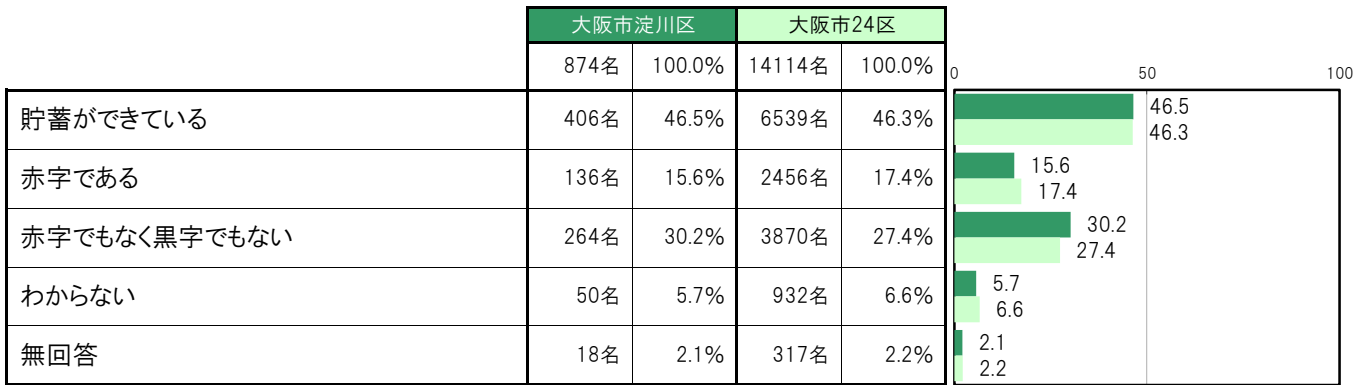 大阪市淀川区 大阪市24区
874名 100.0% 14114名 100.0%
0 50 100
貯蓄ができている 406名 46.5% 6539名 46.3%
46.5
46.3
赤字である 136名 15.6% 2456名 17.4%
15.6
17.4
赤字でもなく黒字でもない 264名 30.2% 3870名 27.4%
30.2
27.4
わからない 50名 5.7% 932名 6.6%
5.7
6.6
無回答 18名 2.1% 317名 2.2%
2.1
2.2